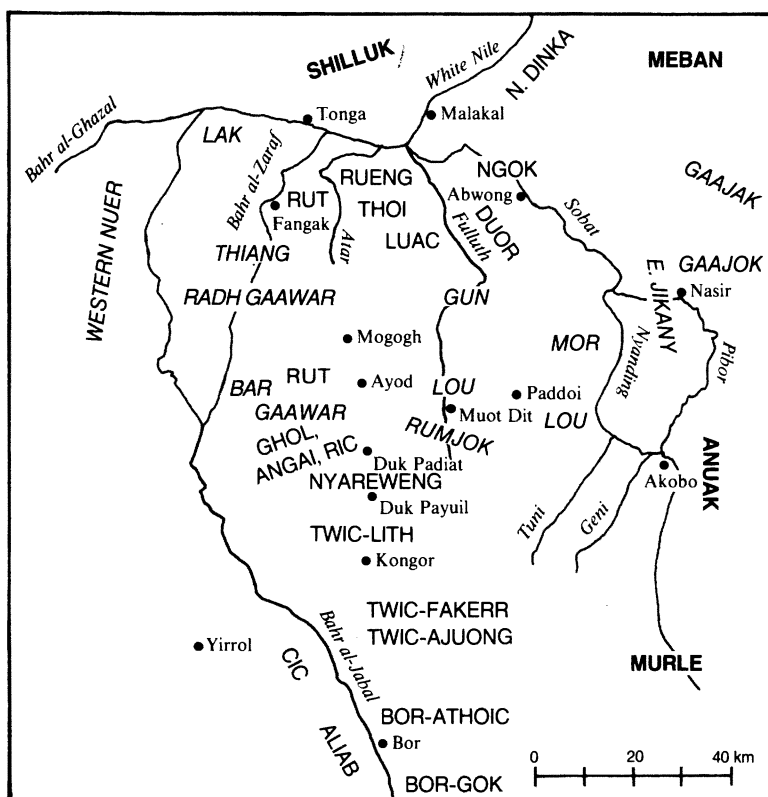 SHILLUK
White Nile
N. DINKA
MEBAN
Bahr al-Ghazal
Tonga
Malakal
LAK
Bahr al-Zaraf
RUENG
NGOK
GAAJAK
RUT
Fangak
THOI
Abwong
Sobat
Atar
LUAC
Fulluth
DUOR
WESTERN NUER
THIANG
GAAJOK
E. JIKANY
Nasir
RADH GAAWAR
GUN
Mogogh
MOR
Nyanding
Pibor
BAR
RUT
Ayod
LOU
Paddoi
GAAWAR
Muot Dit
LOU
GHOL,
ANGAI, RIC
RUMJOK
Duk Padiat
ANUAK
NYAREWENG
Akobo
Duk Payuil
Tuni
Geni
TWIC-LITH
Kongor
TWIC-FAKERR
TWIC-AJUONG
Yirrol
CIC
Bahr al-Jabal
MURLE
BOR-ATHOIC
ALIAB
Bor
BOR-GOK
0 20 40 km